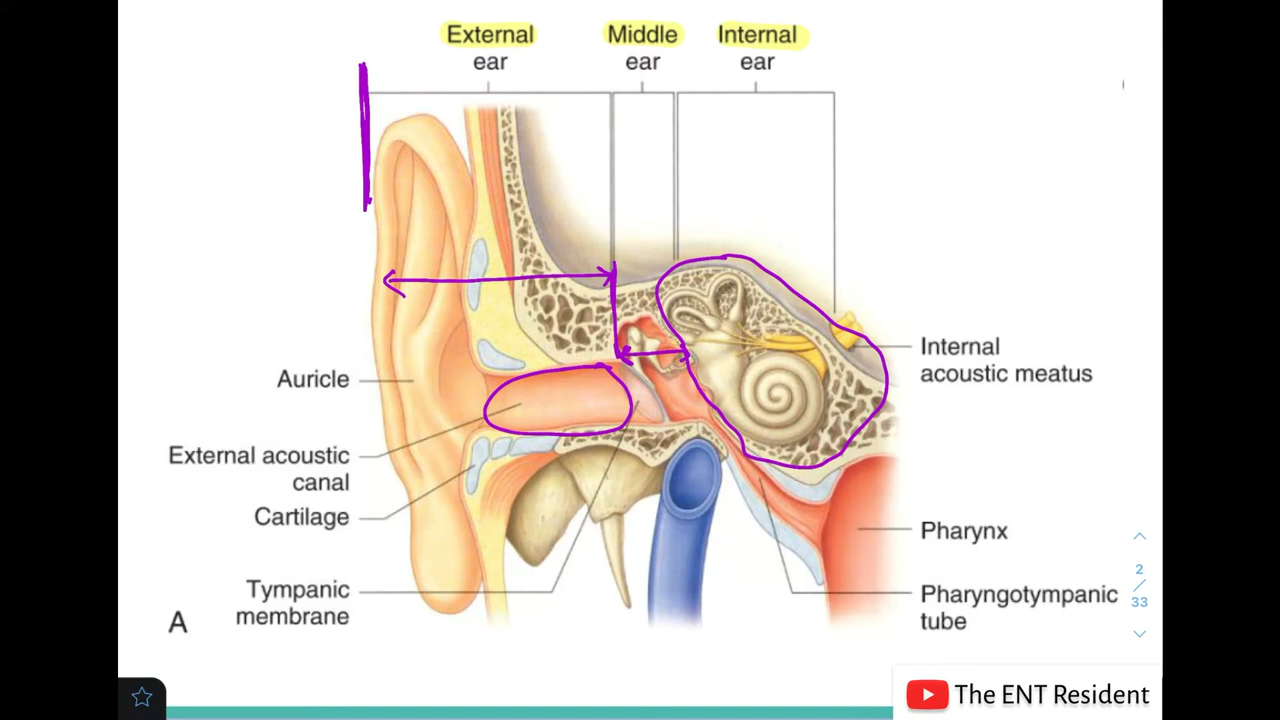 External
ear
Middle
ear
Internal
ear
Auricle
External acoustic
canal
Cartilage
Tympanic
membrane
A
Internal
acoustic meatus
Pharynx
Pharyngotympanic
tube
2
33
The ENT Resident